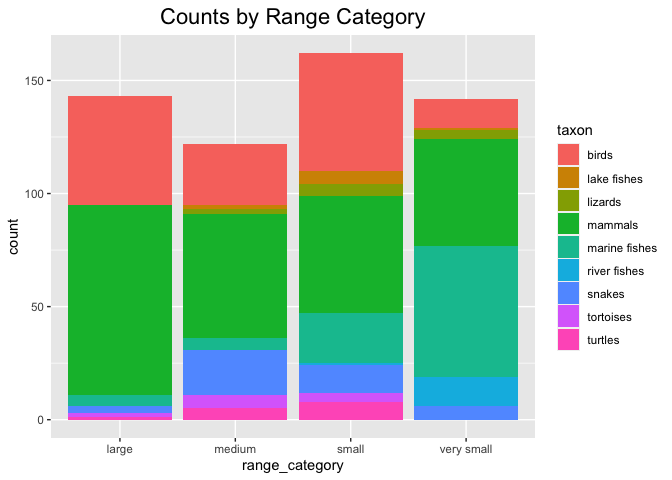 Counts by Range Category
150
100
50
0
count
large
medium
small
very small
range_category
taxon
birds
lake fishes
lizards
mammals
marine fishes
river fishes
snakes
tortoises
turtles